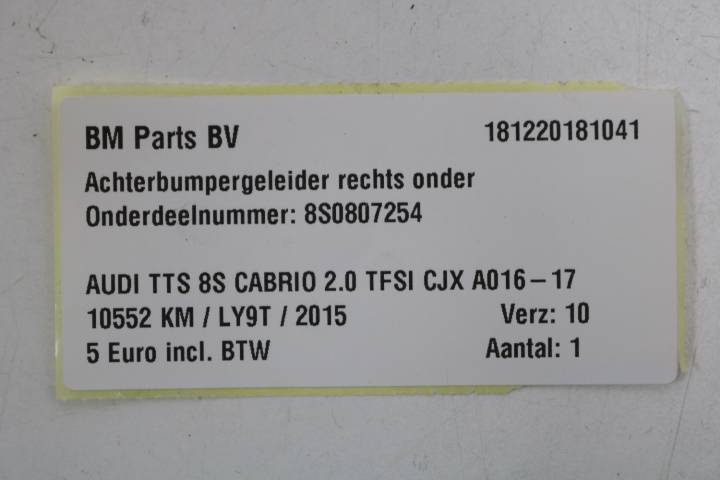 BM Parts BV 181220181041
Achterbumpergeleider rechts onder
Onderdeelnummer: 8S0807254
AUDI TTS 8S CABRIO 2.0 TFSI CJX A016-17
10552 KM / LY9T / 2015 Verz: 10
5 Euro incl. BTW Aantal: 1